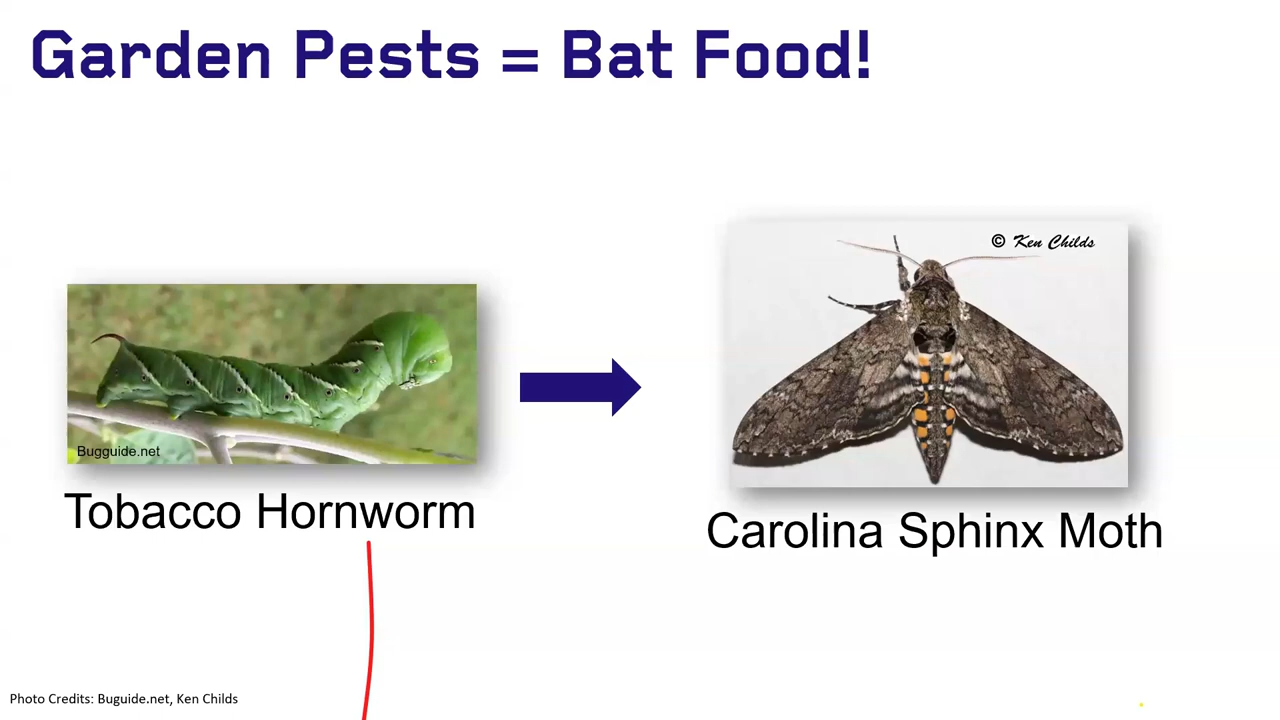 Garden Pests = Bat Food!
© Ken Childs
Bugguide.net
Tobacco Hornworm
Carolina Sphinx Moth
Photo Credits: Buguide.net, Ken Childs